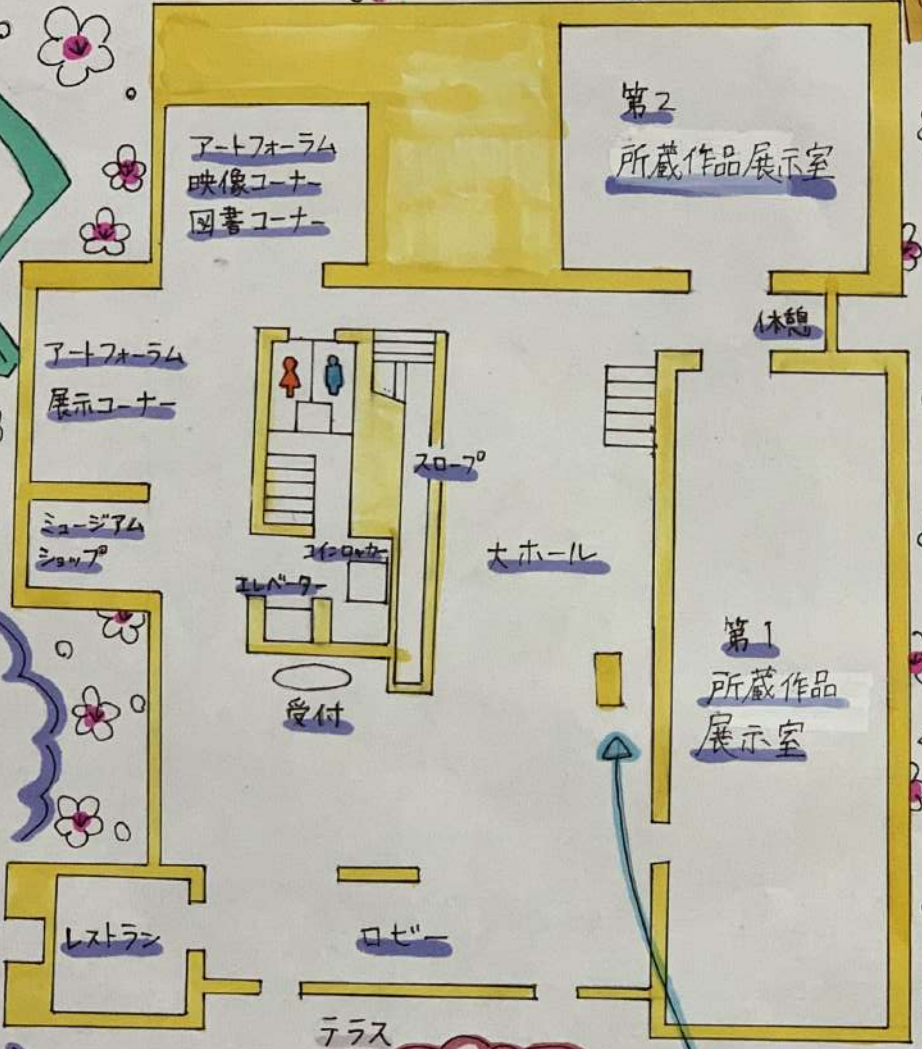 第2
所蔵作品展示室
アートフォーラム
映像コーナー
図書コーナー
休憩
アートフォーラム
展示コーナー
スロープ
ミュージアム
ショップ
コインロッカー
エレベーター
大ホール
第1
所蔵作品
展示室
受付
レストラン
ロビー
テラス